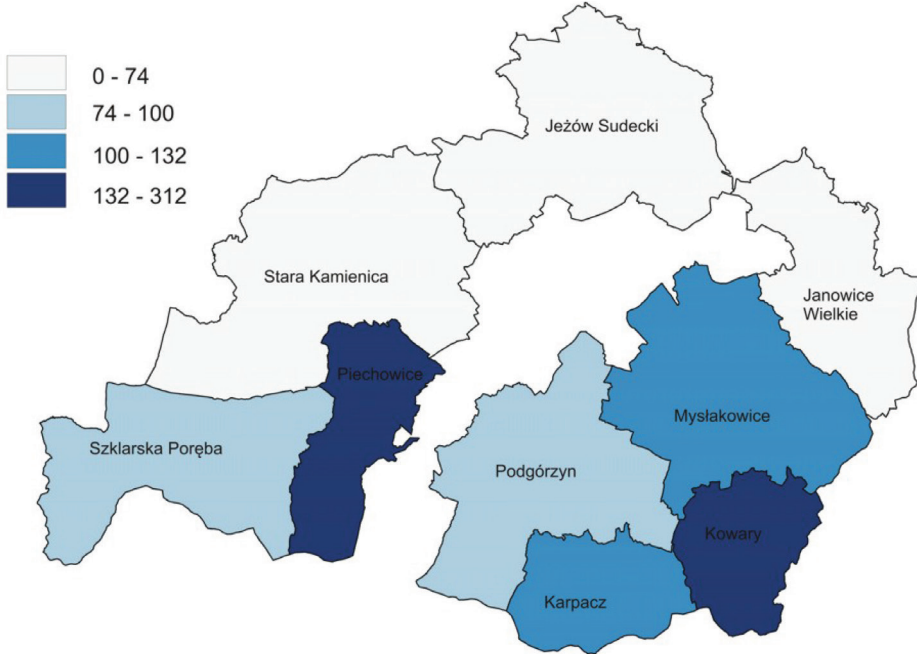 0 - 74
74 - 100
100 - 132
132 - 312
Jeżów Sudecki
Stara Kamienica
Janowice
Wielkie
Piechowice
Mysłakowice
Szklarska Poręba
Podgórzyn
Kowary
Karpacz